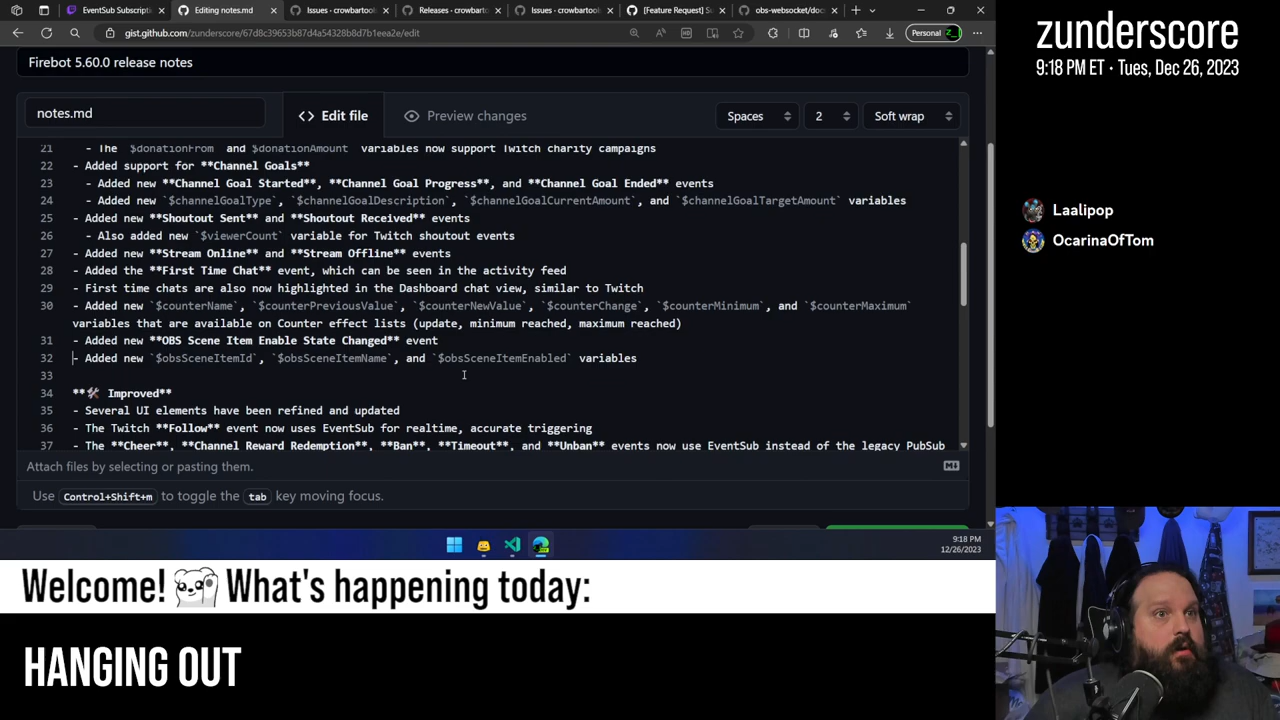 EventSub Subscripti
Editing notes.md
Issues · crowbartools
Releases · crowbartools
Issues · crowbartools
[Feature Request] Su
obs-websocket/doc
gist.github.com/zunderscore/67d8c39653b87d4a54328b8d7b1eea2e/edit
Personal
Firebot 5.60.0 release notes
notes.md
Edit file
Preview changes
Spaces
2
Soft wrap
21 - The `$donationFrom` and `$donationAmount` variables now support Twitch charity campaigns
22 - Added support for **Channel Goals**
23 - Added new **Channel Goal Started**, **Channel Goal Progress**, and **Channel Goal Ended** events
24 - Added new `$channelGoalType`, `$channelGoalDescription`, `$channelGoalCurrentAmount`, and `$channelGoalTargetAmount` variables
25 - Added new **Shoutout Sent** and **Shoutout Received** events
26 - Also added new `$viewerCount` variable for Twitch shoutout events
27 - Added new **Stream Online** and **Stream Offline** events
28 - Added the **First Time Chat** event, which can be seen in the activity feed
29 - First time chats are also now highlighted in the Dashboard chat view, similar to Twitch
30 - Added new `$counterName`, `$counterPreviousValue`, `$counterNewValue`, `$counterChange`, `$counterMinimum`, and `$counterMaximum`
variables that are available on Counter effect lists (update, minimum reached, maximum reached)
31 - Added new **OBS Scene Item Enable State Changed** event
32 - Added new `$obsSceneItemId`, `$obsSceneItemName`, and `$obsSceneItemEnabled` variables
33
34 **🛠 Improved**
35 - Several UI elements have been refined and updated
36 - The Twitch **Follow** event now uses EventSub for realtime, accurate triggering
37 - The **Cheer**, **Channel Reward Redemption**, **Ban**, **Timeout**, and **Unban** events now use EventSub instead of the legacy PubSub
Attach files by selecting or pasting them.
Use Control+Shift+m to toggle the tab key moving focus.
9:18 PM
12/26/2023
zunderscore
9:18 PM ET · Tues, Dec 26, 2023
Laalipop
OcarinaOfTom
Welcome! What's happening today:
HANGING OUT